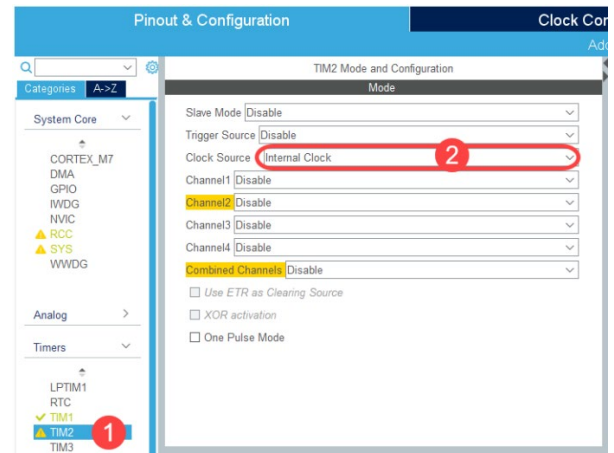 Pinout & Configuration
Clock Con
Add
TIM2 Mode and Configuration
Categories A->Z
Mode
System Core
Slave Mode Disable
Trigger Source Disable
CORTEX_M7
Clock Source Internal Clock 2
DMA
Channel1 Disable
GPIO
IWDG
Channel2 Disable
NVIC
Channel3 Disable
RCC
SYS
Channel4 Disable
WWDG
Combined Channels Disable
Use ETR as Clearing Source
Analog
XOR activation
Timers
One Pulse Mode
LPTIM1
RTC
TIM1
TIM2 1
TIM3